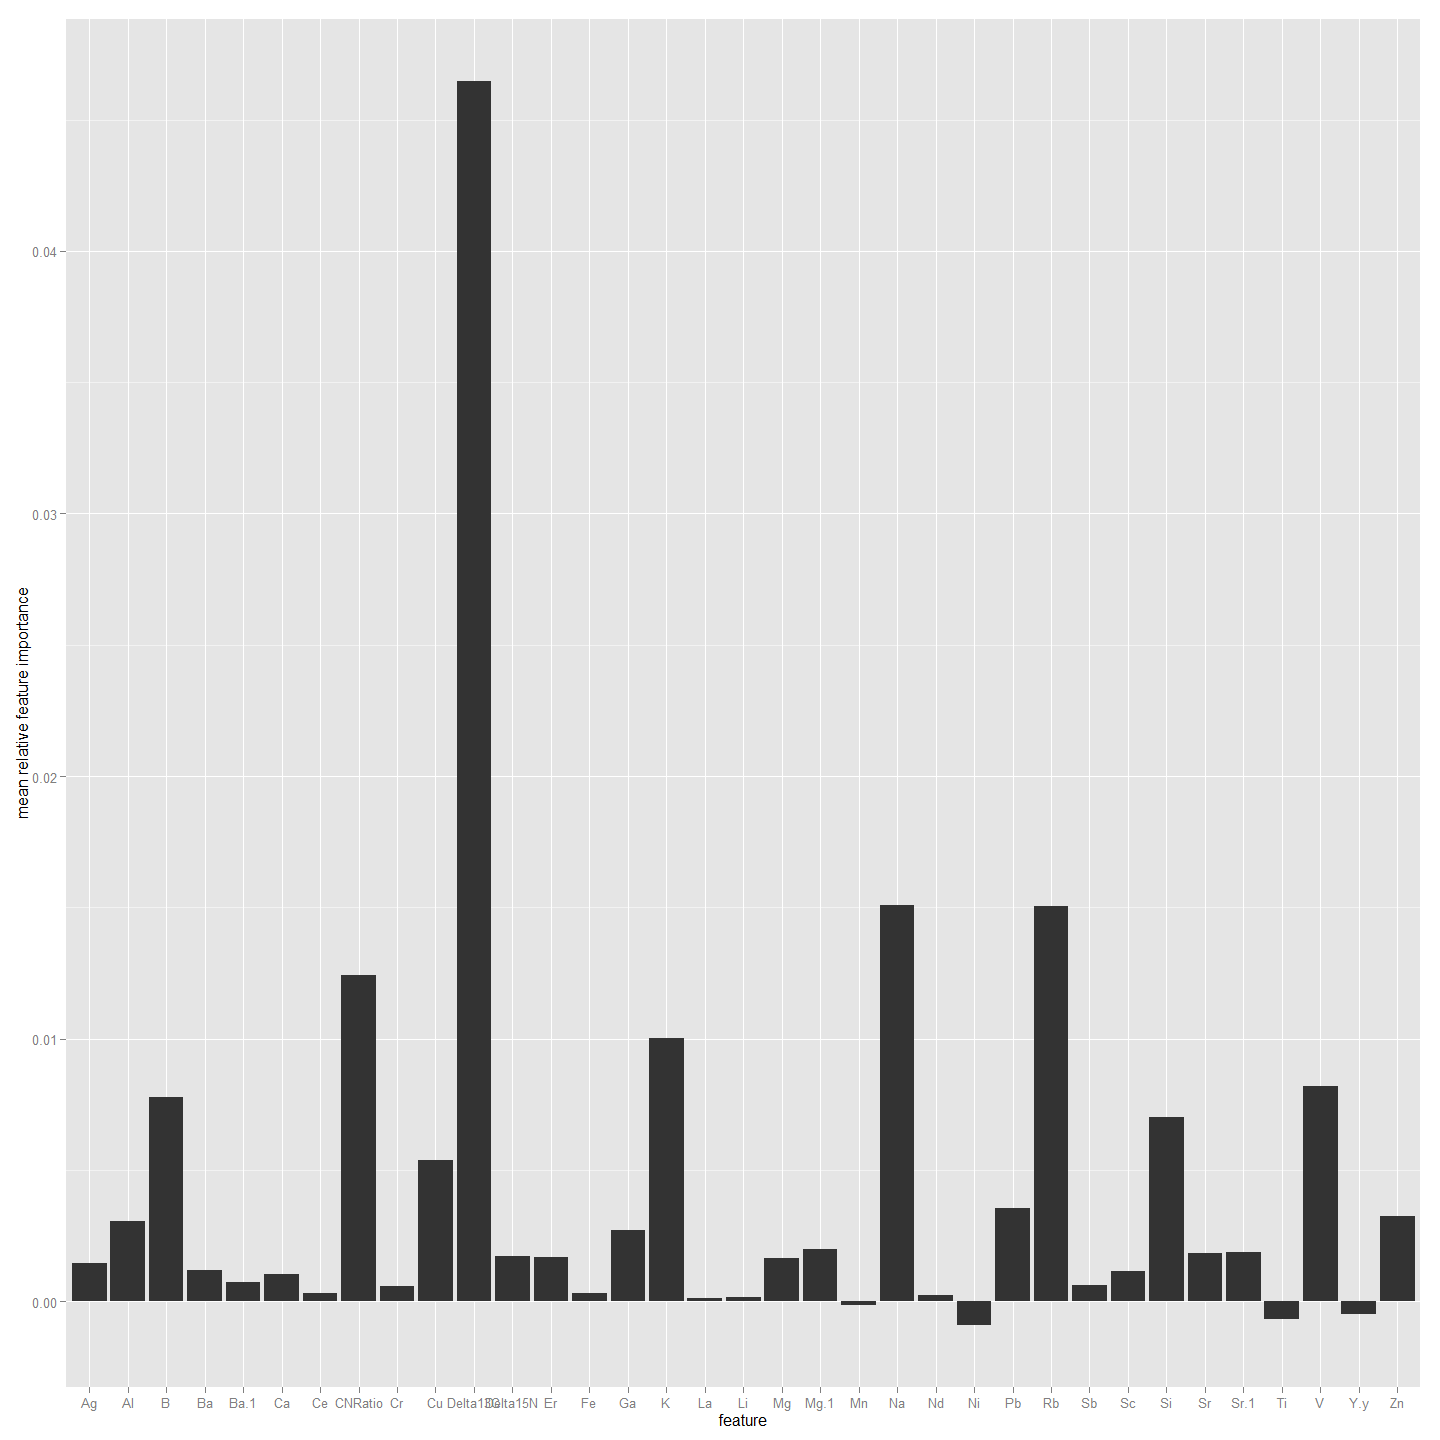 mean relative feature importance
0.04
0.03
0.02
0.01
0.00
Ag Al B Ba Ba.1 Ca Ce CNRatio Cr Cu Delta13C Delta15N Er Fe Ga K La Li Mg Mg.1 Mn Na Nd Ni Pb Rb Sb Sc Si Sr Sr.1 Ti V Y.y Zn
feature